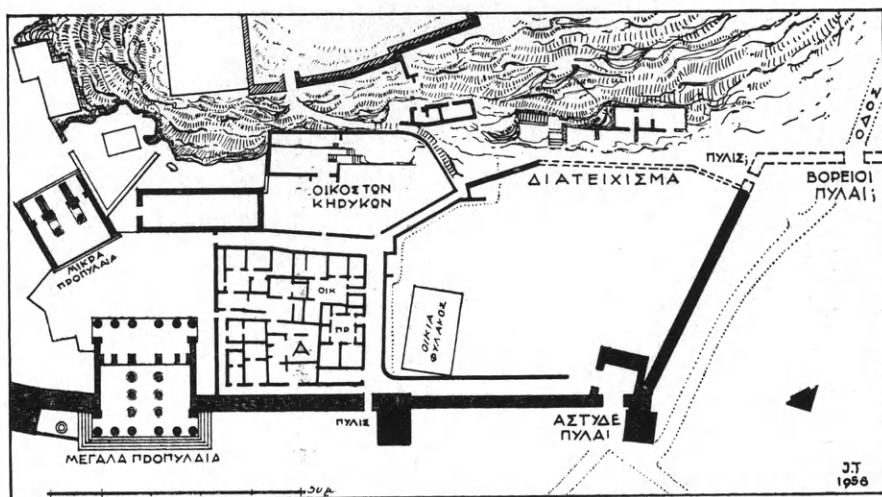 ΟΔΟΣ
ΠΥΛΙΣ;
ΒΟΡΕΙΟΙ
ΠΥΛΑΙ;
ΔΙΑΤΕΙΧΙΣΜΑ
ΟΙΚΟΣ ΤΩΝ
ΚΗΡΥΚΩΝ
ΜΙΚΡΑ
ΠΡΟΠΥΛΑΙΑ
ΟΙΚ
ΠΡ
Α
ΟΙΚΙΑ
ΦΥΛΑΚΟΣ
ΠΥΛΙΣ
ΑΣΤΥΔΕ
ΠΥΛΑΙ
ΜΕΓΑΛΑ ΠΡΟΠΥΛΑΙΑ
50 μ
J.T
1956